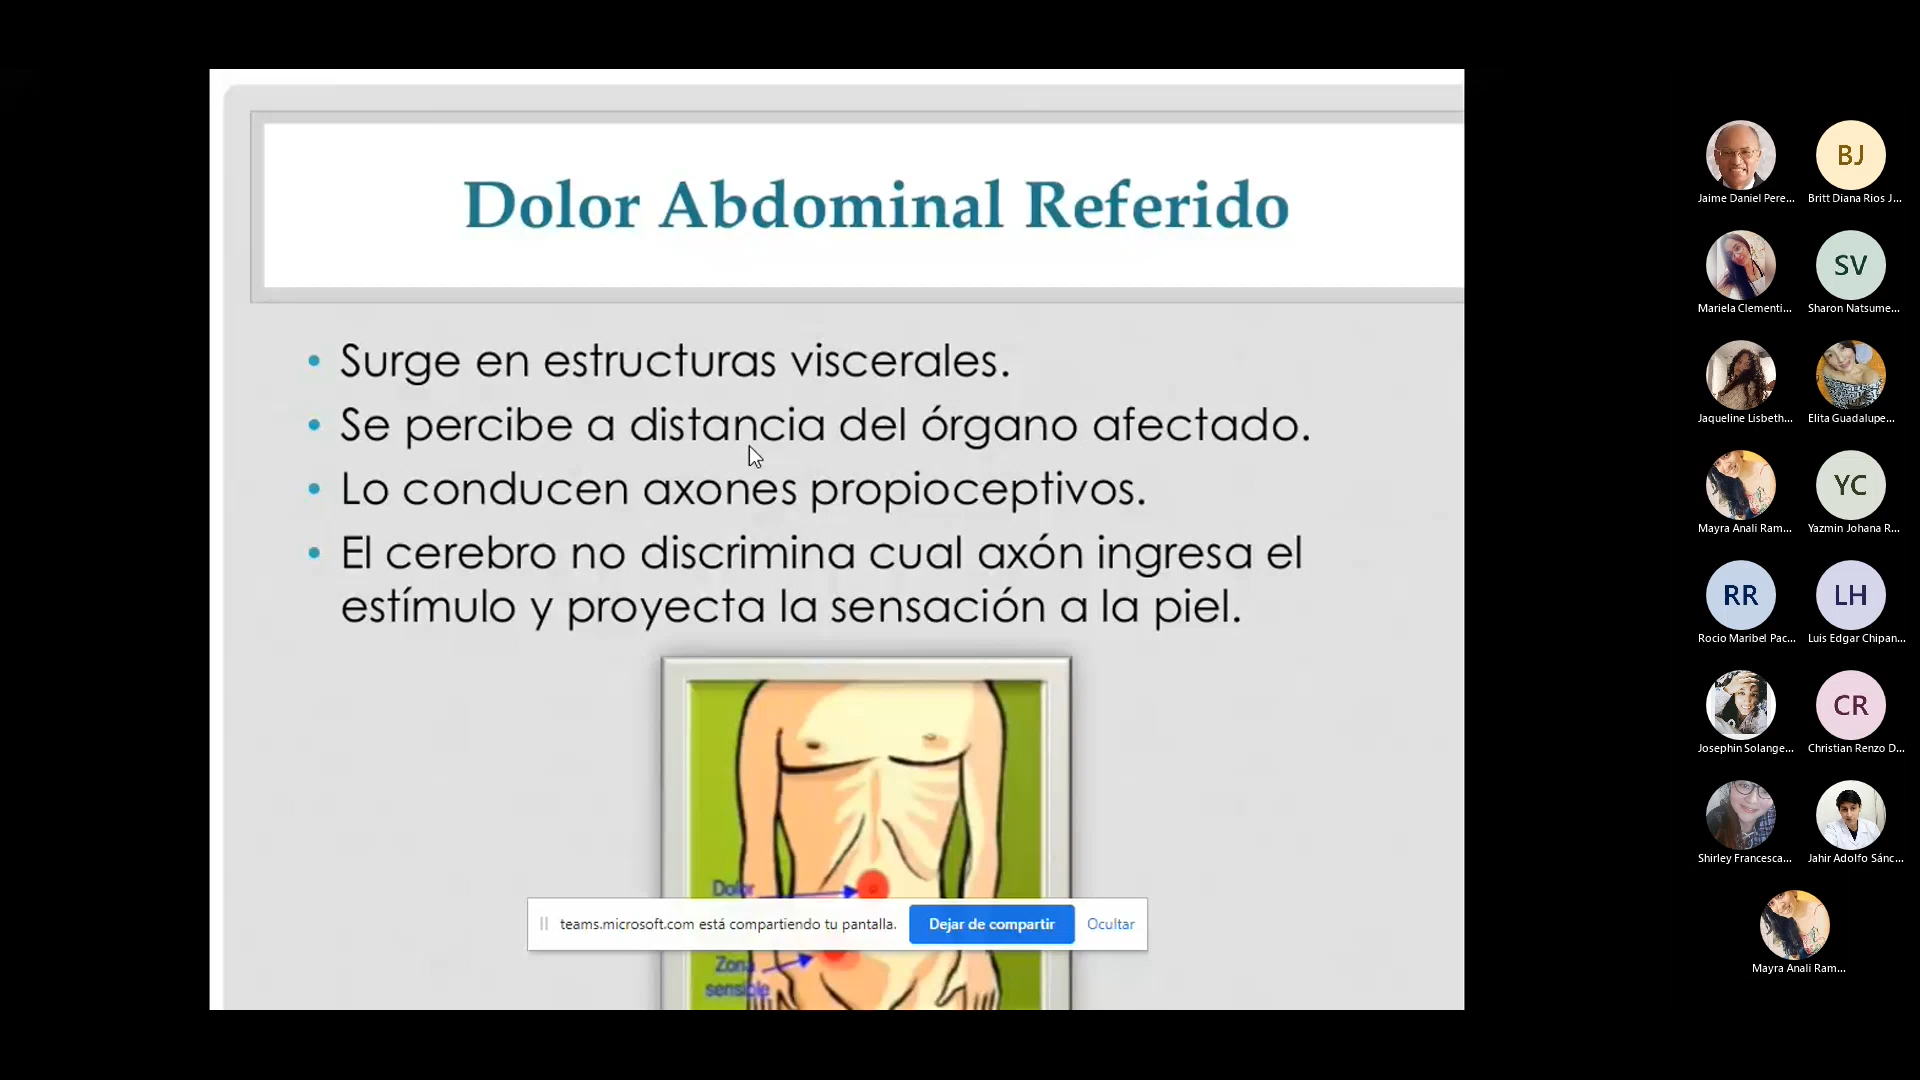 Dolor Abdominal Referido
• Surge en estructuras viscerales.
• Se percibe a distancia del órgano afectado.
• Lo conducen axones propioceptivos.
• El cerebro no discrimina cual axón ingresa el
estímulo y proyecta la sensación a la piel.
Dolor
teams.microsoft.com está compartiendo tu pantalla.
Dejar de compartir
Ocultar
Zona
sensible
Jaime Daniel Pere...
BJ
Britt Diana Rios J...
Mariela Clementi...
SV
Sharon Natsume...
Jaqueline Lisbeth...
Elita Guadalupe...
Mayra Anali Ram...
YC
Yazmin Johana R...
RR
Rocio Maribel Pac...
LH
Luis Edgar Chipan...
Josephin Solange...
CR
Christian Renzo D...
Shirley Francesca...
Jahir Adolfo Sánc...
Mayra Anali Ram...